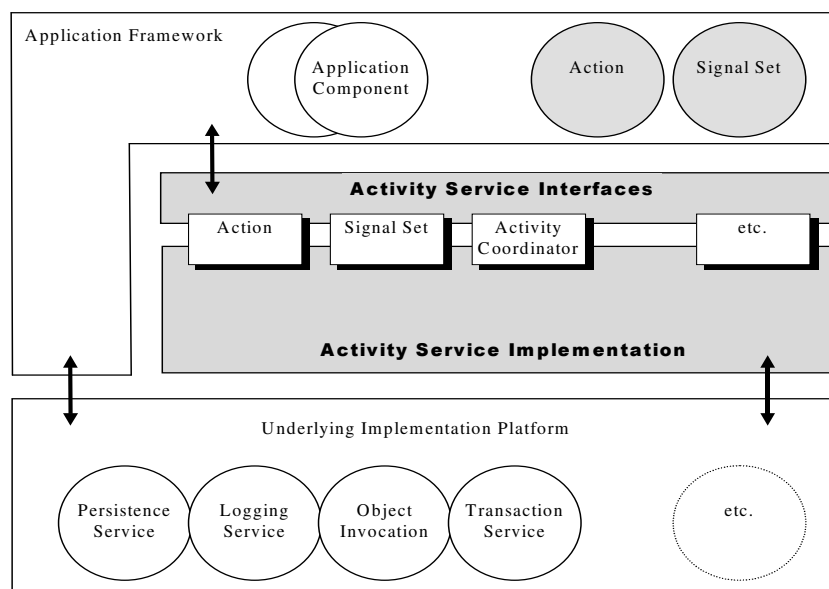 Application Framework
Application
Component
Action
Signal Set
Activity Service Interfaces
Action
Signal Set
Activity
Coordinator
etc.
Activity Service Implementation
Underlying Implementation Platform
Persistence
Service
Logging
Service
Object
Invocation
Transaction
Service
etc.